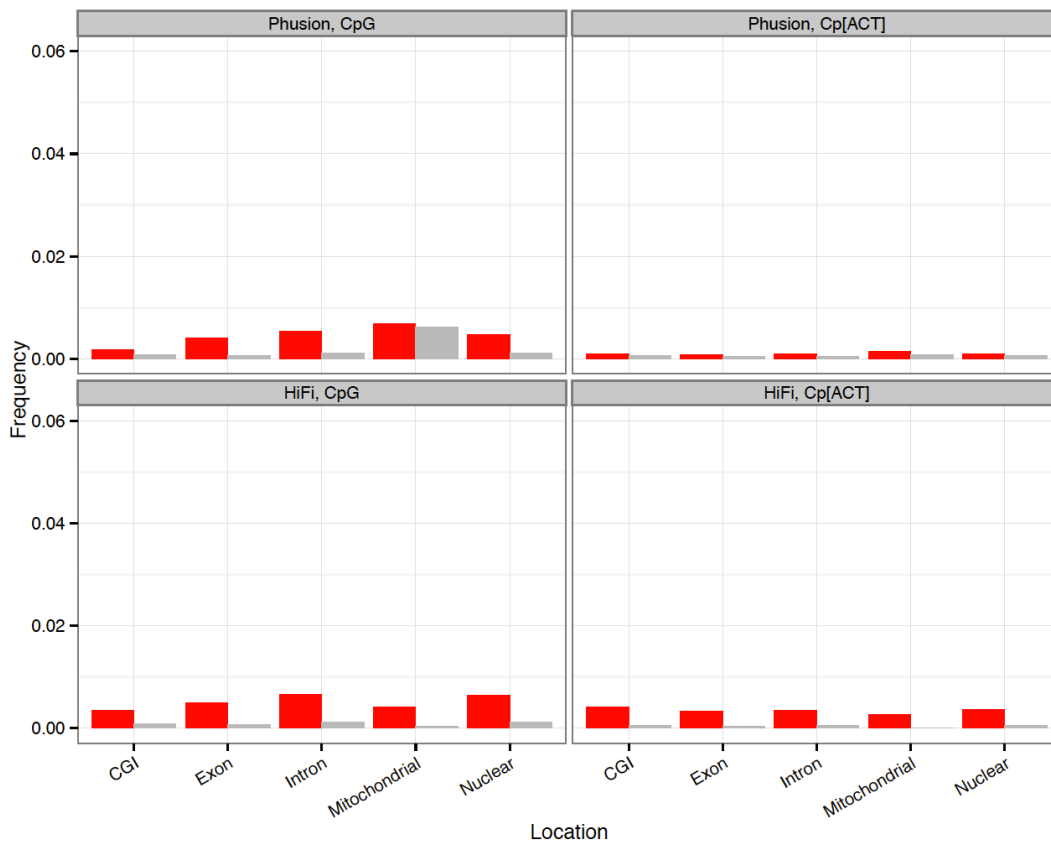 Phusion, CpG
Phusion, Cp[ACT]
0.06
0.04
0.02
0.00
HiFi, CpG
HiFi, Cp[ACT]
0.06
0.04
0.02
0.00
Frequency
CGI
Exon
Intron
Mitochondrial
Nuclear
CGI
Exon
Intron
Mitochondrial
Nuclear
Location